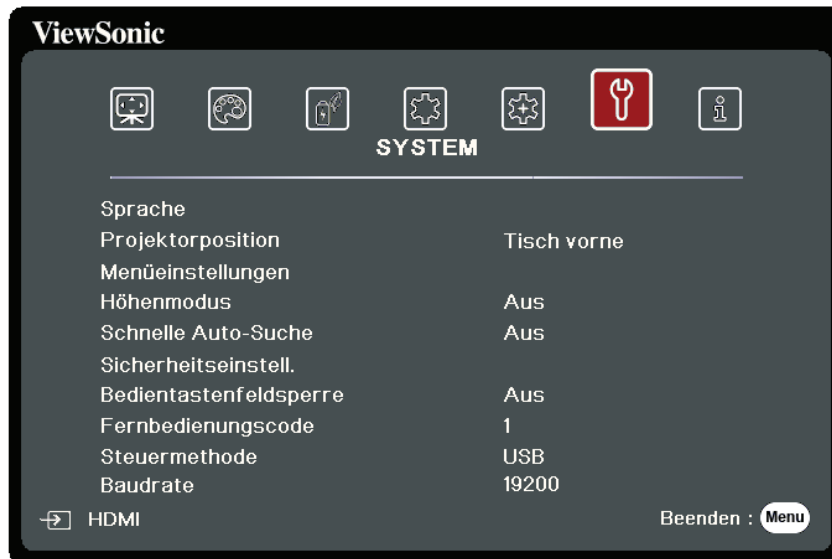 ViewSonic
SYSTEM
Sprache
Projektorposition Tisch vorne
Menüeinstellungen
Höhenmodus Aus
Schnelle Auto-Suche Aus
Sicherheitseinstell.
Bedientastenfeldsperre Aus
Fernbedienungscode 1
Steuermethode USB
Baudrate 19200
HDMI Beenden : Menu